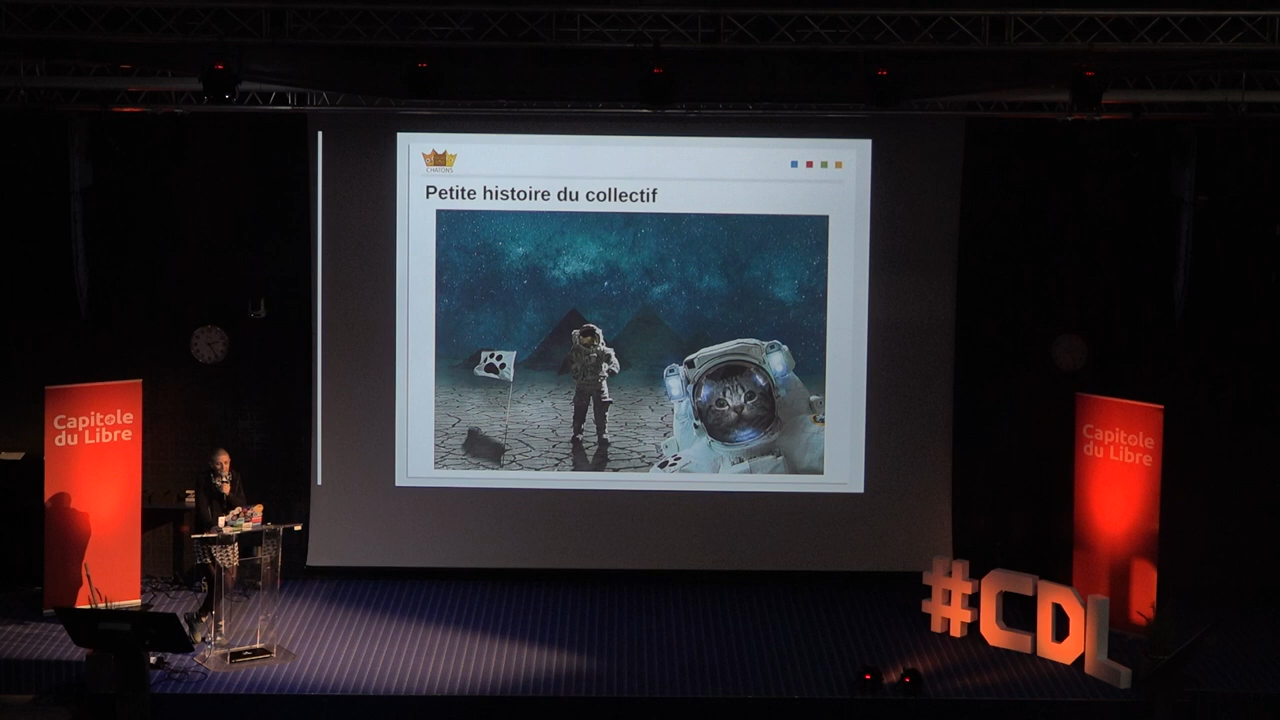 CHATONS
Petite histoire du collectif
Capitole
du Libre
Capitole
du Libre
#CDL